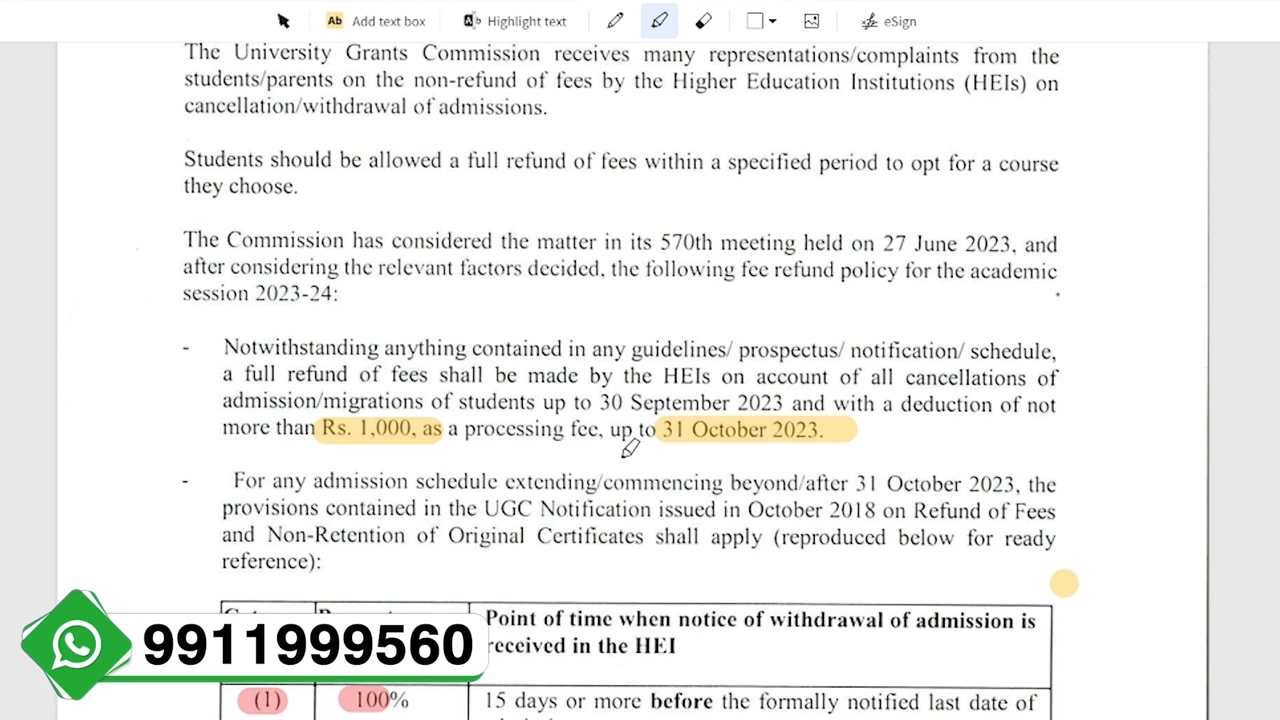 Ab Add text box Highlight text eSign
The University Grants Commission receives many representations/complaints from the
students/parents on the non-refund of fees by the Higher Education Institutions (HEIs) on
cancellation/withdrawal of admissions.
Students should be allowed a full refund of fees within a specified period to opt for a course
they choose.
The Commission has considered the matter in its 570th meeting held on 27 June 2023, and
after considering the relevant factors decided, the following fee refund policy for the academic
session 2023-24:
- Notwithstanding anything contained in any guidelines/ prospectus/ notification/ schedule,
a full refund of fees shall be made by the HEIs on account of all cancellations of
admission/migrations of students up to 30 September 2023 and with a deduction of not
more than Rs. 1,000, as a processing fee, up to 31 October 2023.
- For any admission schedule extending/commencing beyond/after 31 October 2023, the
provisions contained in the UGC Notification issued in October 2018 on Refund of Fees
and Non-Retention of Original Certificates shall apply (reproduced below for ready
reference):
Point of time when notice of withdrawal of admission is
received in the HEI
9911999560
(1) 100% 15 days or more before the formally notified last date of